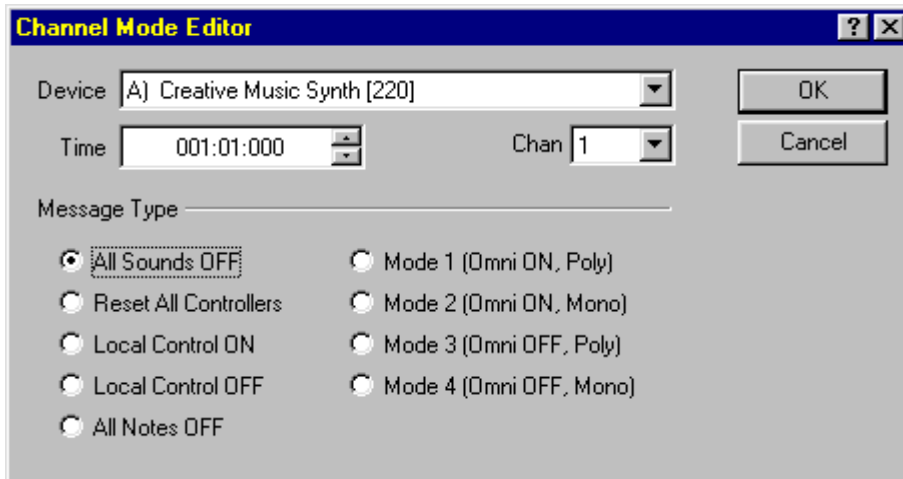 Channel Mode Editor
Device A) Creative Music Synth [220] OK
Time 001:01:000 Chan 1 Cancel
Message Type
All Sounds OFF Mode 1 (Omni ON, Poly)
Reset All Controllers Mode 2 (Omni ON, Mono)
Local Control ON Mode 3 (Omni OFF, Poly)
Local Control OFF Mode 4 (Omni OFF, Mono)
All Notes OFF